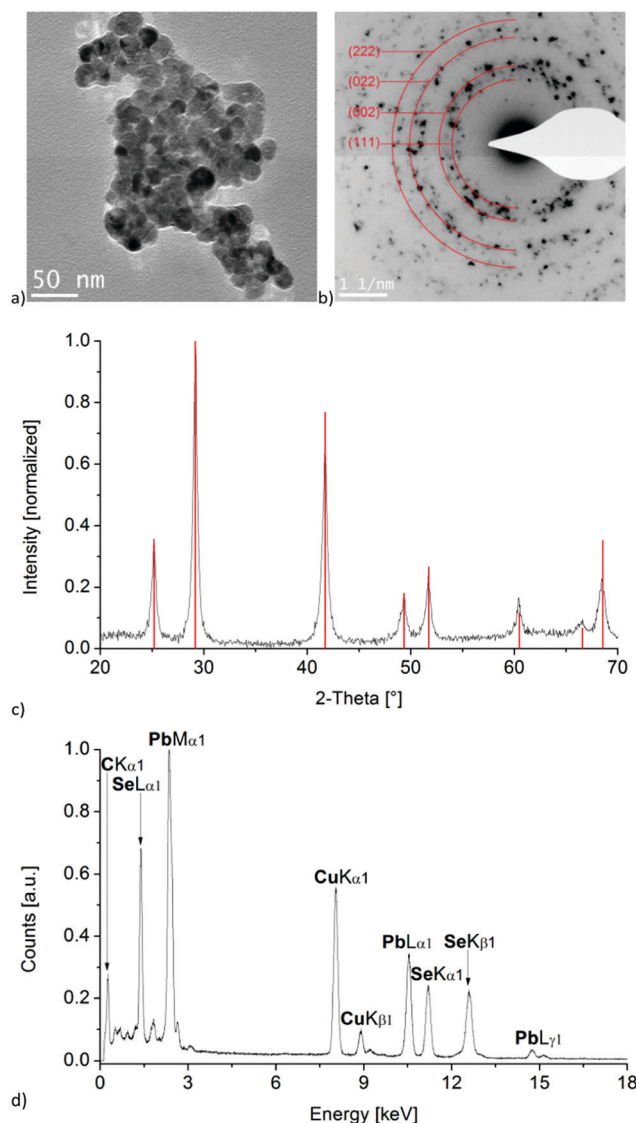 (222)
(022)
(002)
(111)
50 nm
1 1/nm
a)
b)
Intensity [normalized]
1.0
0.8
0.6
0.4
0.2
0.0
20
30
40
50
60
70
2-Theta [°]
c)
CKα1
SeLα1
PbMα1
CuKα1
CuKβ1
PbLα1
SeKα1
SeKβ1
PbLγ1
Counts [a.u.]
1.0
0.8
0.6
0.4
0.2
0.0
0
3
6
9
12
15
18
Energy [keV]
d)